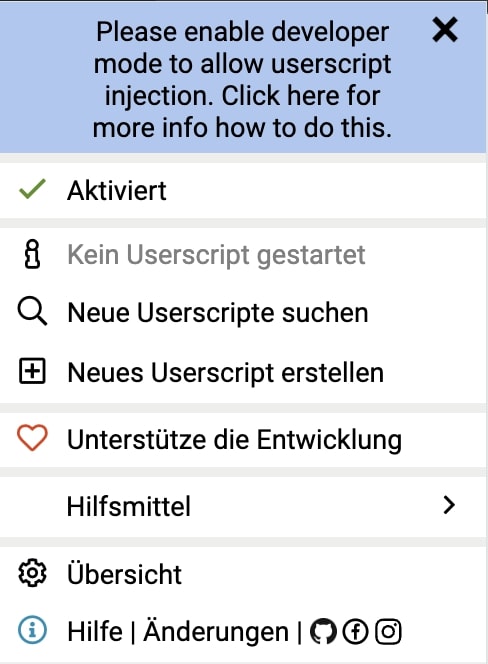 Please enable developer
mode to allow userscript
injection. Click here for
more info how to do this.
Aktiviert
Kein Userscript gestartet
Neue Userscripte suchen
Neues Userscript erstellen
Unterstütze die Entwicklung
Hilfsmittel
Übersicht
Hilfe | Änderungen |